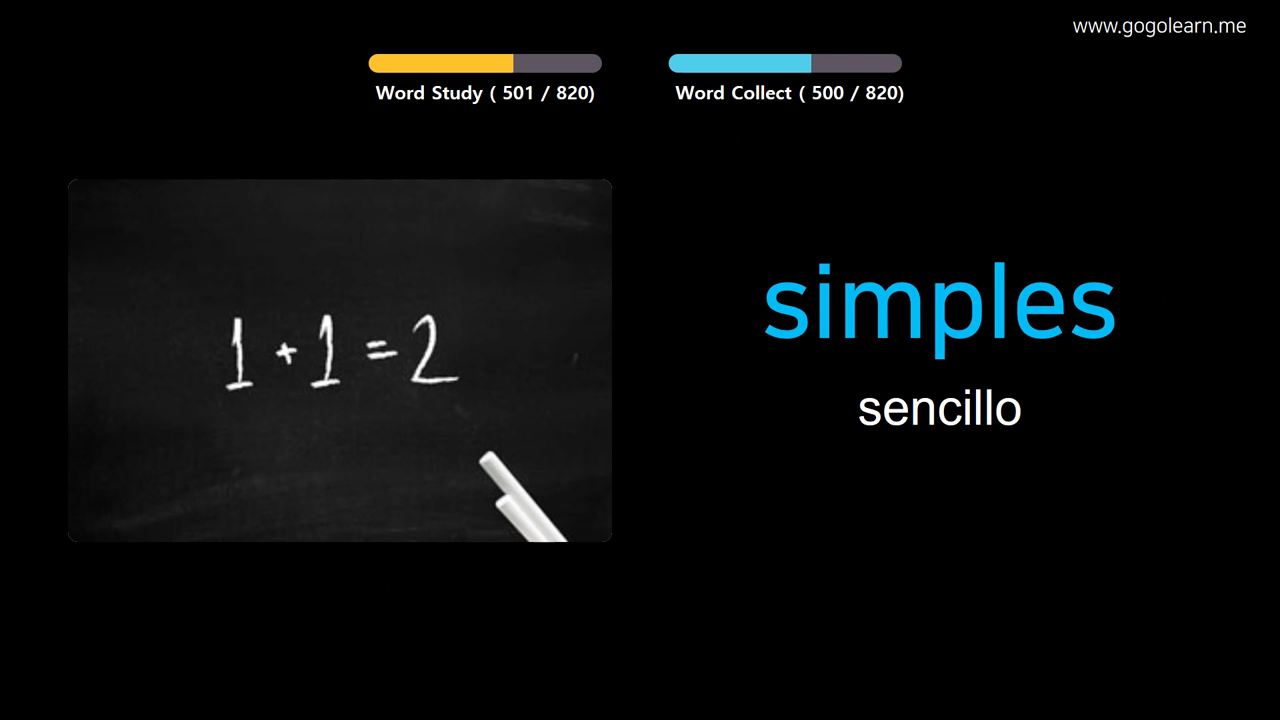 www.gogolearn.me
Word Study ( 501 / 820)
Word Collect ( 500 / 820)
1 + 1 = 2
simples
sencillo